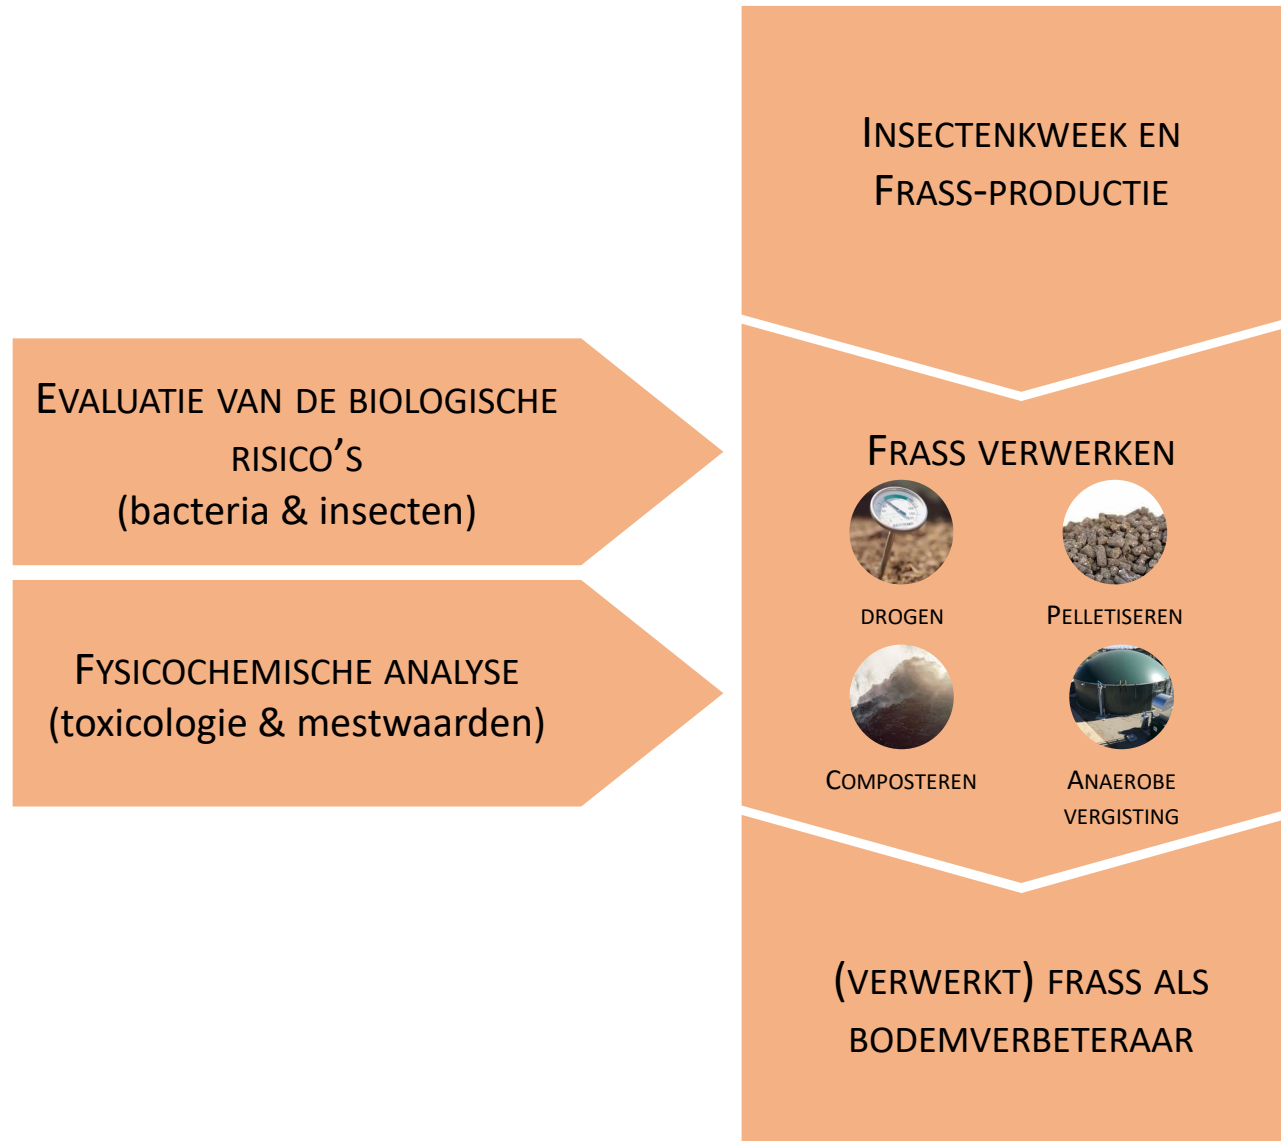 Insectenkweek en
Frass-productie
Evaluatie van de biologische
risico’s
(bacteria & insecten)
Fysicochemische analyse
(toxicologie & mestwaarden)
Frass verwerken
drogen
Pelletiseren
Composteren
Anaerobe
vergisting
(verwerkt) frass als
bodemverbeteraar